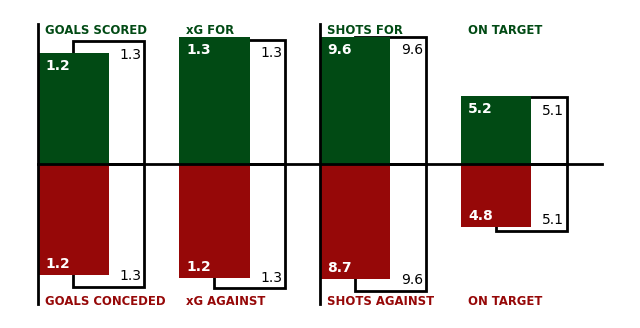 GOALS SCORED xG FOR SHOTS FOR ON TARGET
1.2 1.3 1.3 1.3 9.6 9.6 5.2 5.1
1.2 1.3 1.2 1.3 8.7 9.6 4.8 5.1
GOALS CONCEDED xG AGAINST SHOTS AGAINST ON TARGET